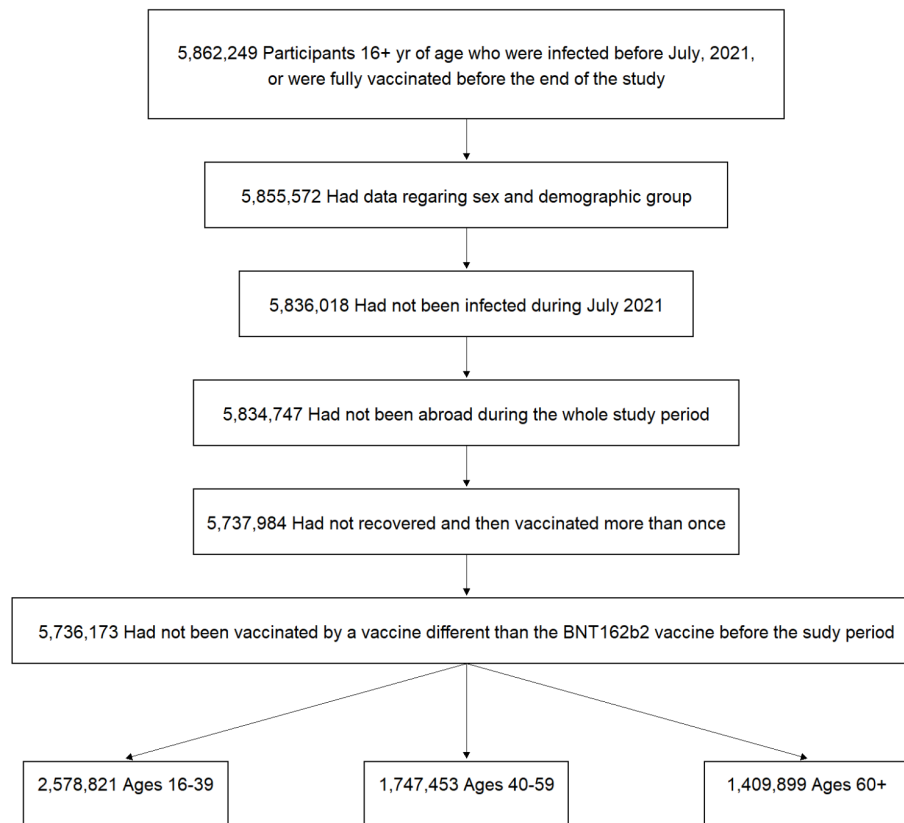 5,862,249 Participants 16+ yr of age who were infected before July, 2021,
or were fully vaccinated before the end of the study
5,855,572 Had data regaring sex and demographic group
5,836,018 Had not been infected during July 2021
5,834,747 Had not been abroad during the whole study period
5,737,984 Had not recovered and then vaccinated more than once
5,736,173 Had not been vaccinated by a vaccine different than the BNT162b2 vaccine before the sudy period
2,578,821 Ages 16-39
1,747,453 Ages 40-59
1,409,899 Ages 60+